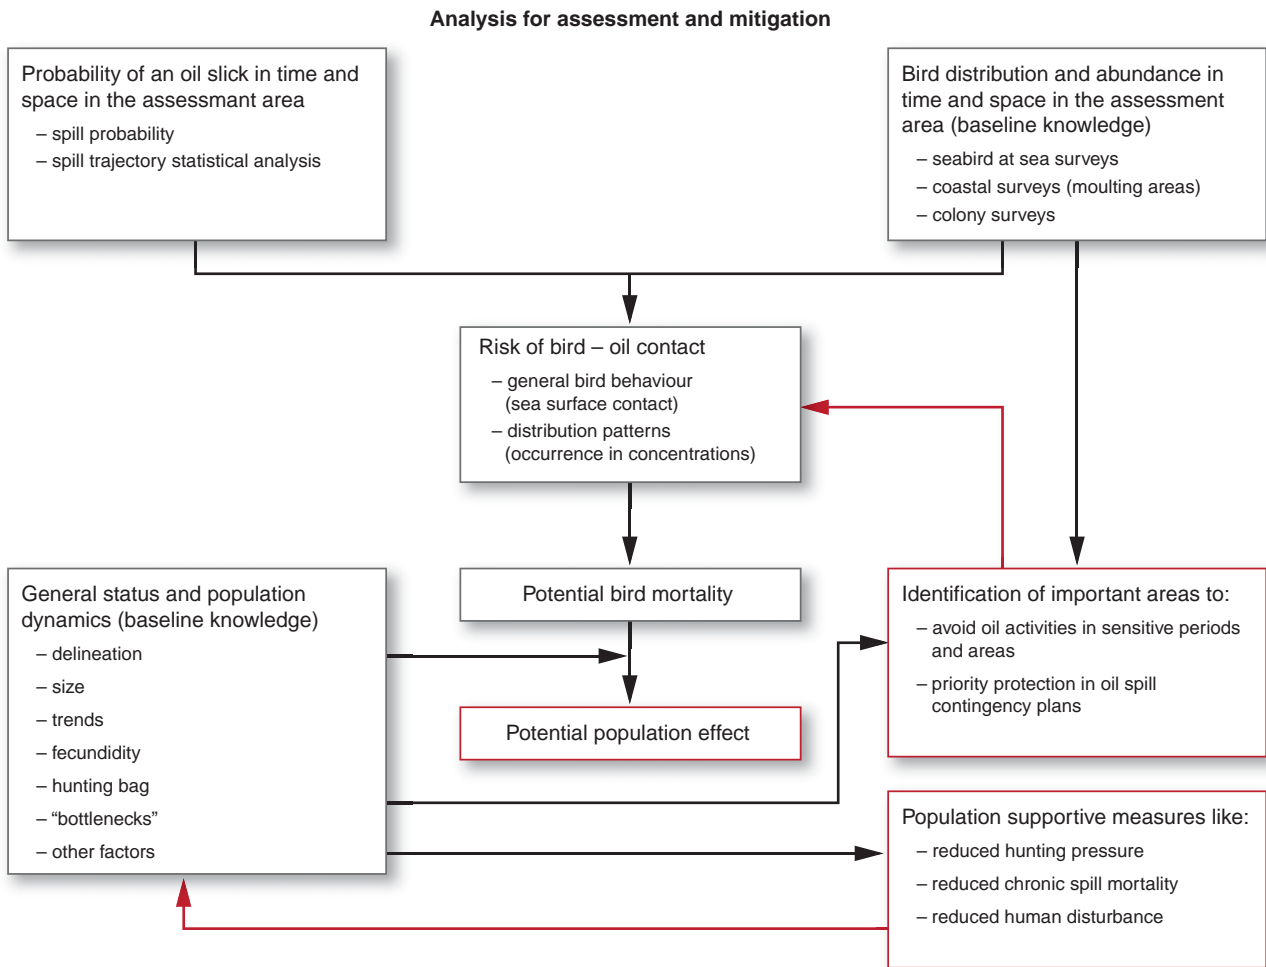 Analysis for assessment and mitigation
Probability of an oil slick in time and
space in the assessmant area
– spill probability
– spill trajectory statistical analysis
Bird distribution and abundance in
time and space in the assessment
area (baseline knowledge)
– seabird at sea surveys
– coastal surveys (moulting areas)
– colony surveys
Risk of bird – oil contact
– general bird behaviour
(sea surface contact)
– distribution patterns
(occurrence in concentrations)
General status and population
dynamics (baseline knowledge)
– delineation
– size
– trends
– fecundidity
– hunting bag
– “bottlenecks”
– other factors
Potential bird mortality
Potential population effect
Identification of important areas to:
– avoid oil activities in sensitive periods
and areas
– priority protection in oil spill
contingency plans
Population supportive measures like:
– reduced hunting pressure
– reduced chronic spill mortality
– reduced human disturbance